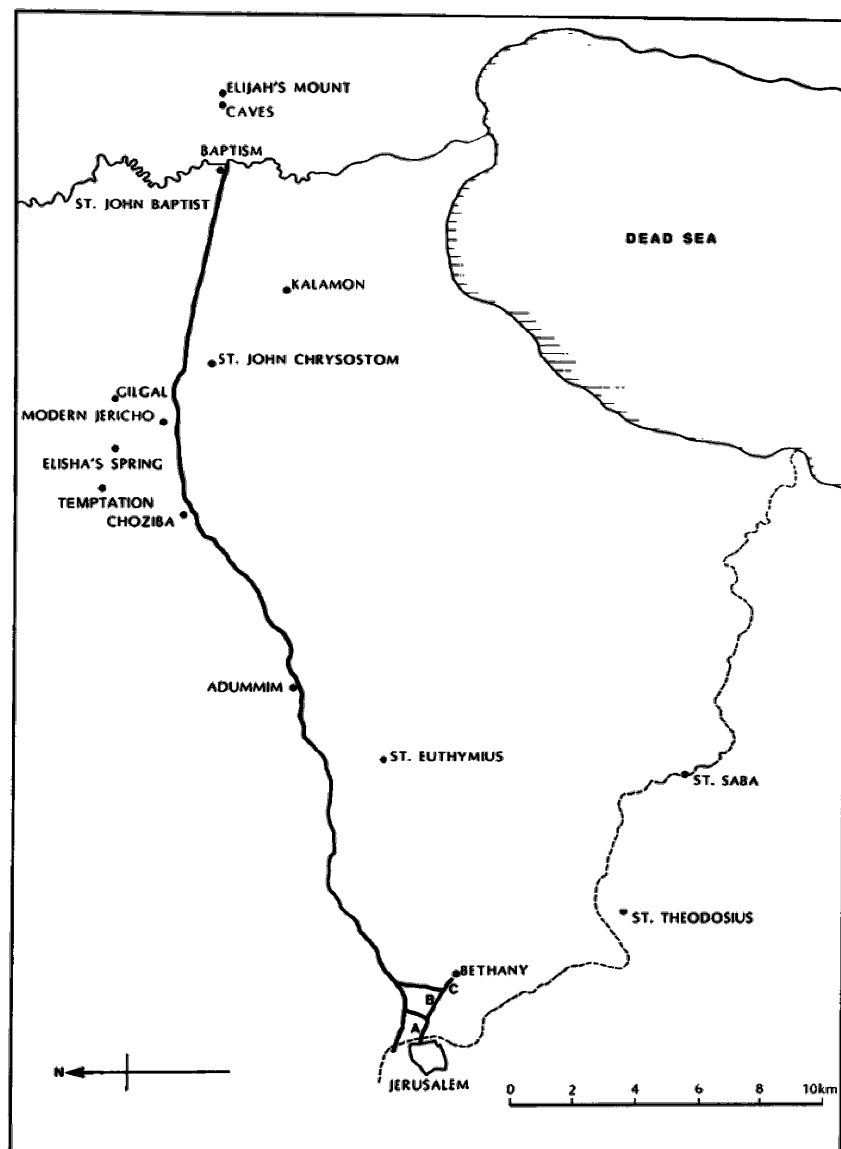 ELIJAH'S MOUNT
CAVES
BAPTISM
ST. JOHN BAPTIST
DEAD SEA
KALAMON
ST. JOHN CHRYSOSTOM
GILGAL
MODERN JERICHO
ELISHA'S SPRING
TEMPTATION
CHOZIBA
ADUMMIM
ST. EUTHYMIUS
ST. SABA
ST. THEODOSIUS
BETHANY
C
B
A
N
JERUSALEM
0 2 4 6 8 10km